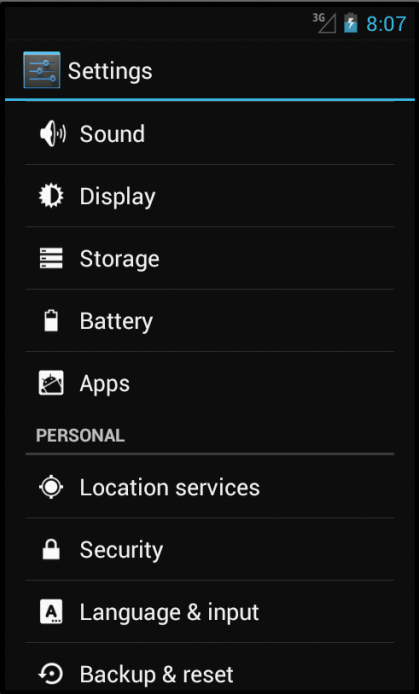 3G 8:07
Settings
Sound
Display
Storage
Battery
Apps
PERSONAL
Location services
Security
A
Language & input
Backup & reset